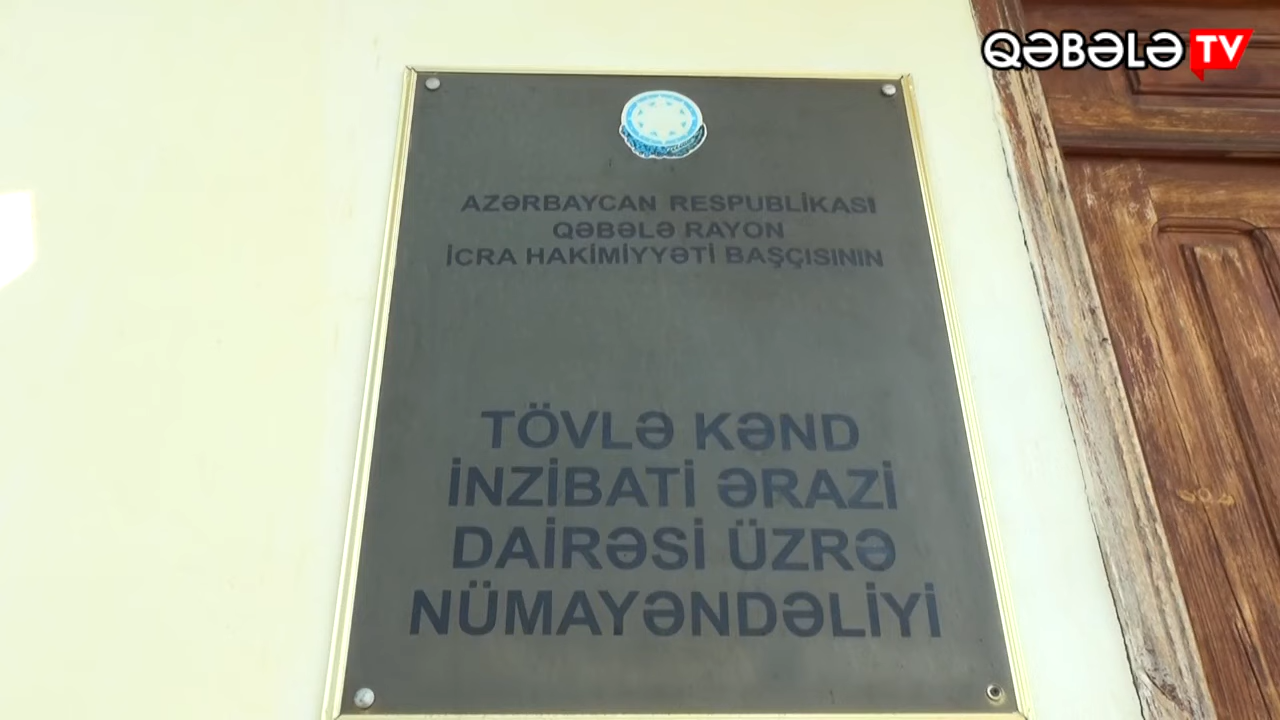 QƏBƏLƏ TV
AZƏRBAYCAN RESPUBLİKASI
QƏBƏLƏ RAYON
İCRA HAKİMİYYƏTİ BAŞÇISININ
TÖVLƏ KƏND
İNZİBATİ ƏRAZİ
DAİRƏSİ ÜZRƏ
NÜMAYƏNDƏLİYİ